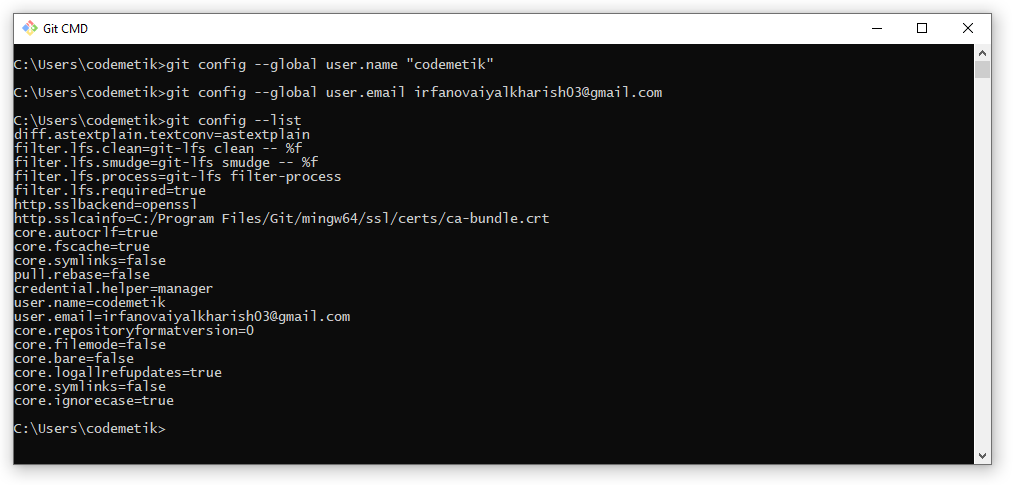 Git CMD
C:\Users\codemetik>git config --global user.name "codemetik"
C:\Users\codemetik>git config --global user.email irfanovaiyalkharish03@gmail.com
C:\Users\codemetik>git config --list
diff.astextplain.textconv=astextplain
filter.lfs.clean=git-lfs clean -- %f
filter.lfs.smudge=git-lfs smudge -- %f
filter.lfs.process=git-lfs filter-process
filter.lfs.required=true
http.sslbackend=openssl
http.sslcainfo=C:/Program Files/Git/mingw64/ssl/certs/ca-bundle.crt
core.autocrlf=true
core.fscache=true
core.symlinks=false
pull.rebase=false
credential.helper=manager
user.name=codemetik
user.email=irfanovaiyalkharish03@gmail.com
core.repositoryformatversion=0
core.filemode=false
core.bare=false
core.logallrefupdates=true
core.symlinks=false
core.ignorecase=true
C:\Users\codemetik>